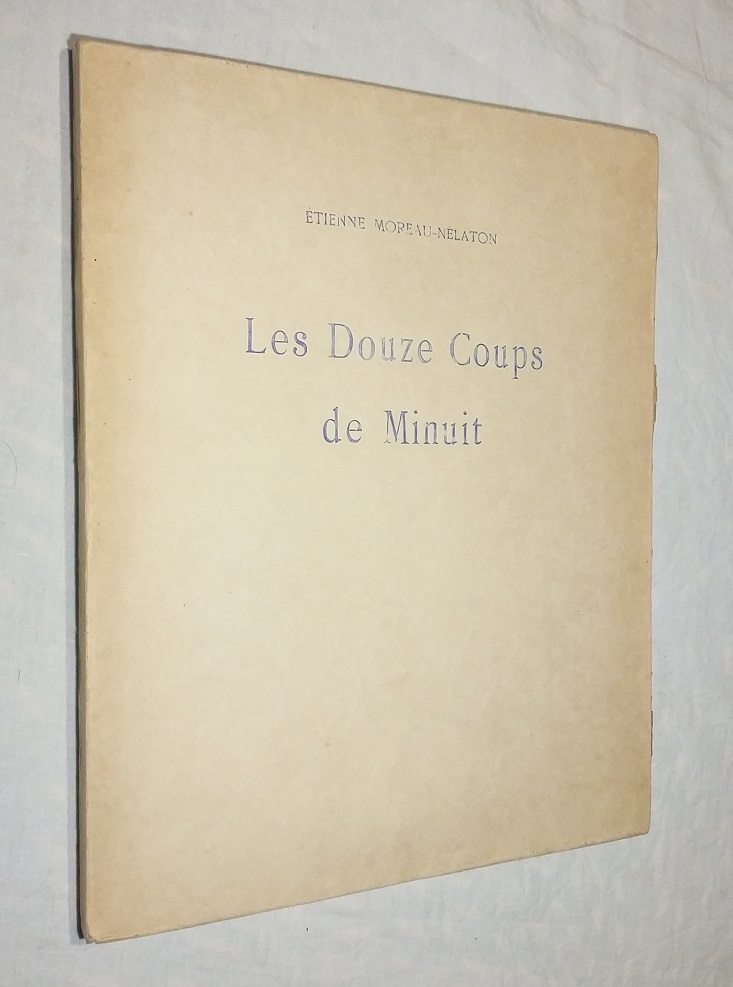 ÉTIENNE MOREAU-NÉLATON
Les Douze Coups
de Minuit